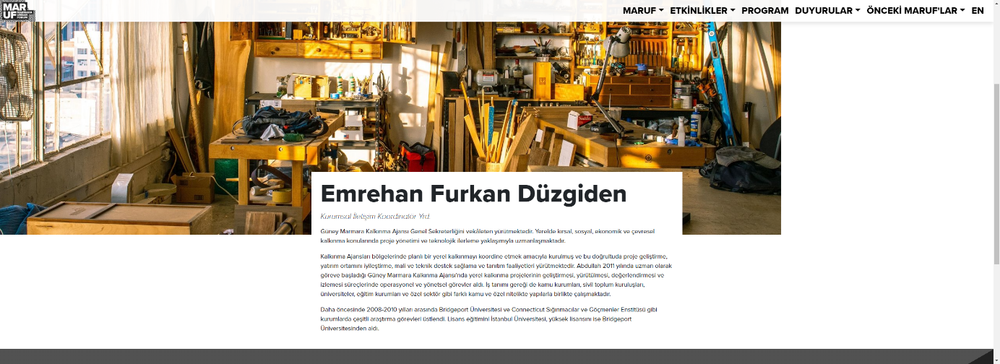 MAR
UF
MARMARA
URBAN
FORUM
MARUF ETKİNLİKLER PROGRAM DUYURULAR ÖNCEKİ MARUF'LAR EN
Emrehan Furkan Düzgiden
Kurumsal İletişim Koordinatör Yrd.
Güney Marmara Kalkınma Ajansı Genel Sekreterliğini vekâleten yürütmektedir. Yerelde kırsal, sosyal, ekonomik ve çevresel
kalkınma konularında proje yönetimi ve teknolojik ilerleme yaklaşımıyla uzmanlaşmaktadır.
Kalkınma Ajansları bölgelerinde planlı bir yerel kalkınmayı koordine etmek amacıyla kurulmuş ve bu doğrultuda proje geliştirme,
yatırım ortamını iyileştirme, mali ve teknik destek sağlama ve tanıtım faaliyetleri yürütmektedir. Abdullah 2011 yılında uzman olarak
göreve başladığı Güney Marmara Kalkınma Ajansı'nda yerel kalkınma projelerinin geliştirmesi, yürütülmesi, değerlendirmesi ve
izlemesi süreçlerinde operasyonel ve yönetsel görevler aldı. İş tanımı gereği de kamu kurumları, sivil toplum kuruluşları,
üniversiteler, eğitim kurumları ve özel sektör gibi farklı kamu ve özel nitelikte yapılarla birlikte çalışmaktadır.
Daha öncesinde 2008-2010 yılları arasında Bridgeport Üniversitesi ve Connecticut Sığınmacılar ve Göçmenler Enstitüsü gibi
kurumlarda çeşitli araştırma görevleri üstlendi. Lisans eğitimini İstanbul Üniversitesi, yüksek lisansını ise Bridgeport
Üniversitesinden aldı.